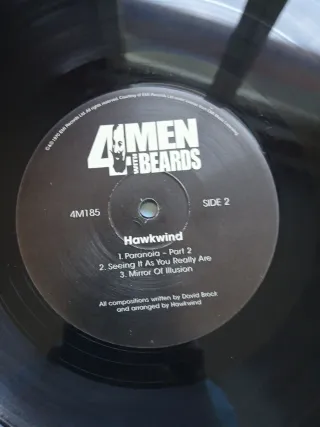 4 MEN
WITH
BEARDS
4M185
SIDE 2
Hawkwind
1. Paranoia – Part 2
2. Seeing It As You Really Are
3. Mirror Of Illusion
All compositions written by David Brock
and arranged by Hawkwind